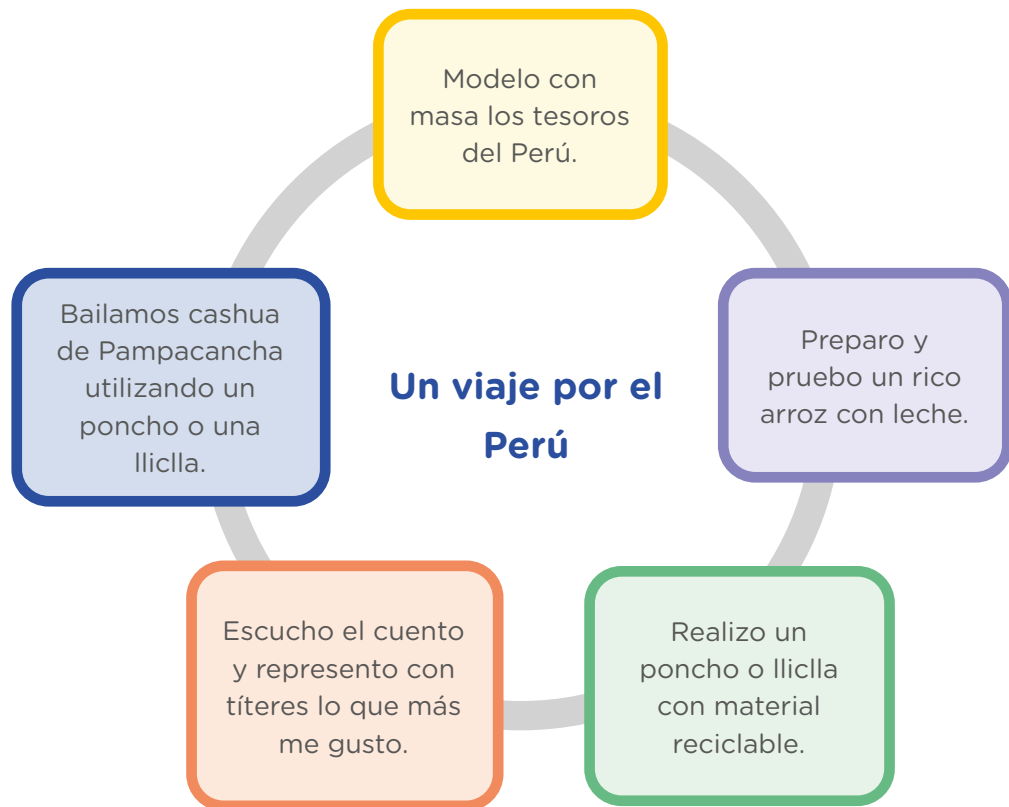 Modelo con
masa los tesoros
del Perú.
Preparo y
pruebo un rico
arroz con leche.
Realizo un
poncho o lliclla
con material
reciclable.
Escucho el cuento
y represento con
títeres lo que más
me gusto.
Bailamos cashua
de Pampacancha
utilizando un
poncho o una
lliclla.
Un viaje por el
Perú